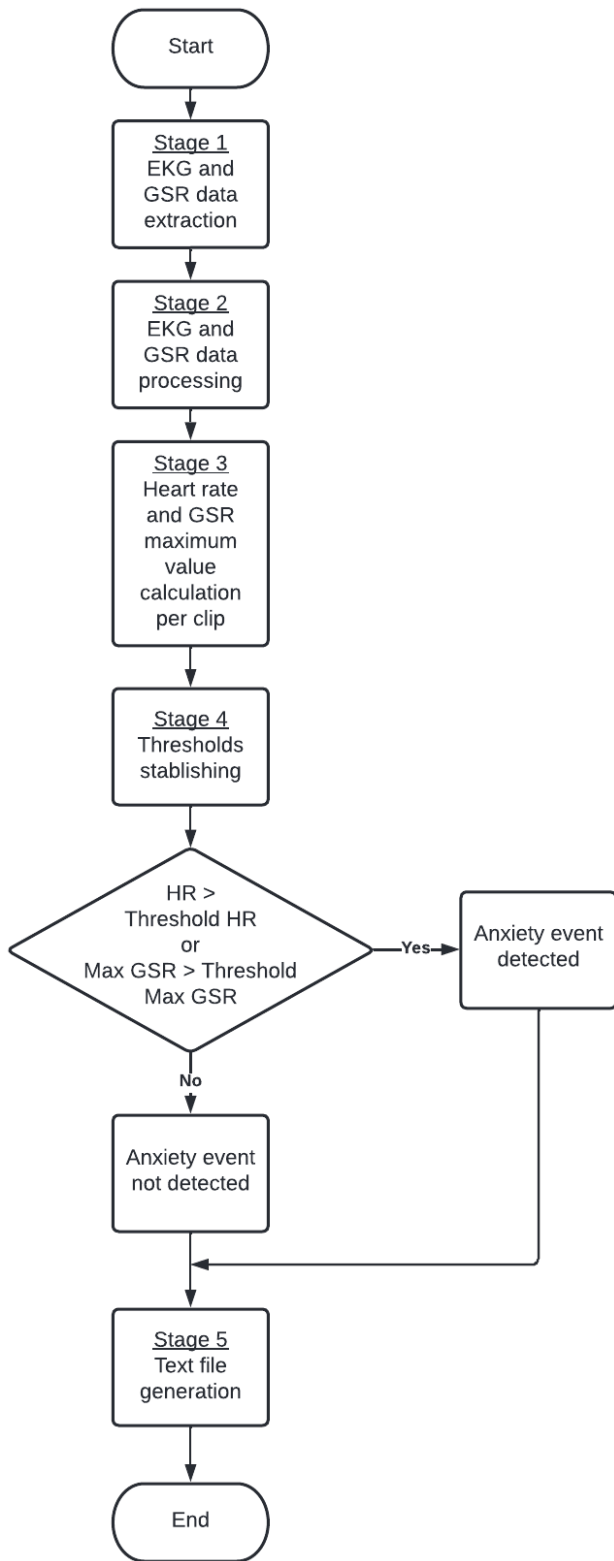 Start
Stage 1
EKG and
GSR data
extraction
Stage 2
EKG and
GSR data
processing
Stage 3
Heart rate
and GSR
maximum
value
calculation
per clip
Stage 4
Thresholds
stablishing
HR >
Threshold HR
or
Max GSR > Threshold
Max GSR
Yes
Anxiety event
detected
No
Anxiety event
not detected
Stage 5
Text file
generation
End